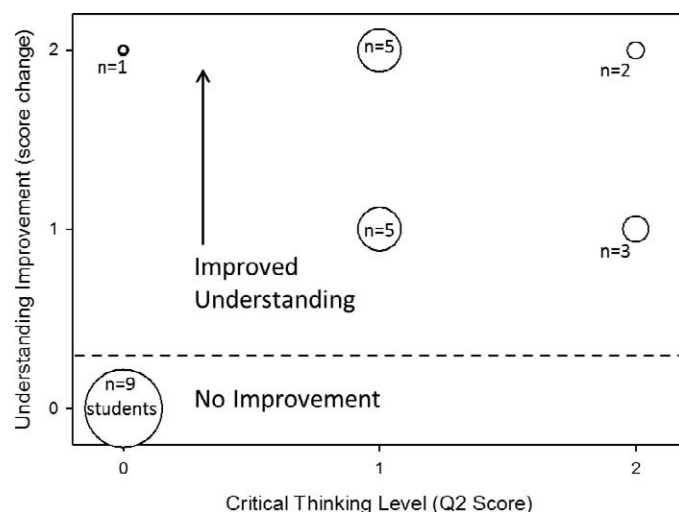 2
n=1
n=5
n=2
Understanding Improvement (score change)
1
n=5
n=3
Improved
Understanding
n=9
students
No Improvement
0
0
1
2
Critical Thinking Level (Q2 Score)